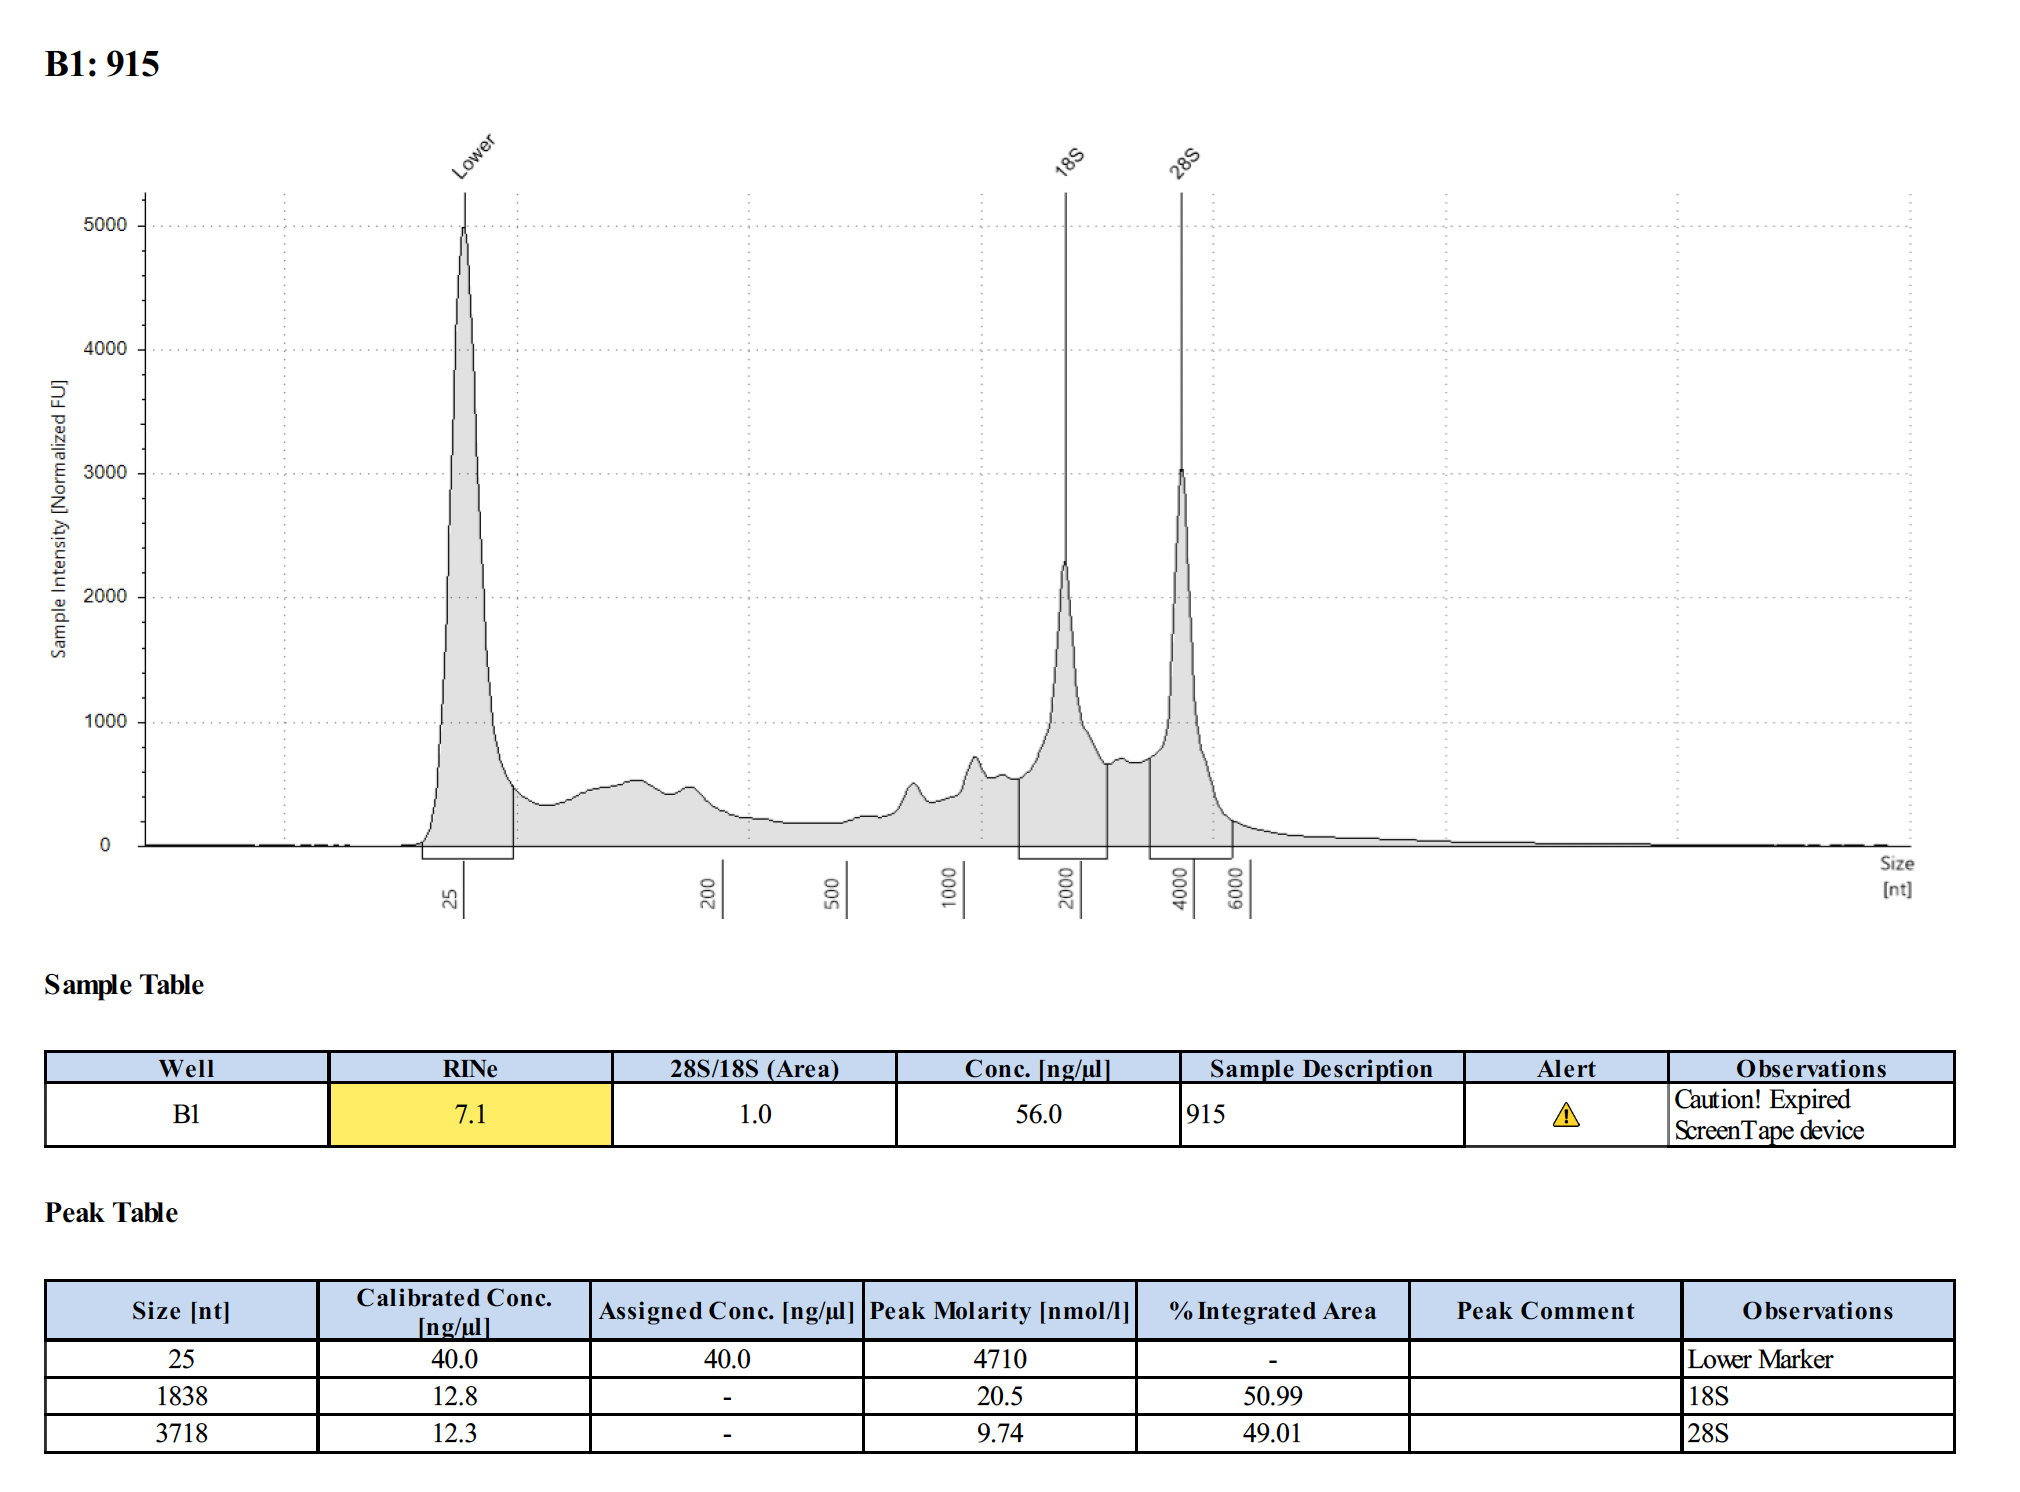 B1: 915
Lower
18S
28S
Sample Intensity [Normalized FU]
5000
4000
3000
2000
1000
0
25
200
500
1000
2000
4000
6000
Size
[nt]
Sample Table
Well RINe 28S/18S (Area) Conc. [ng/µl] Sample Description Alert Observations
B1 7.1 1.0 56.0 915 Caution! Expired
ScreenTape device
Peak Table
Size [nt] Calibrated Conc. [ng/µl] Assigned Conc. [ng/µl] Peak Molarity [nmol/l] % Integrated Area Peak Comment Observations
25 40.0 40.0 4710 - Lower Marker
1838 12.8 - 20.5 50.99 18S
3718 12.3 - 9.74 49.01 28S